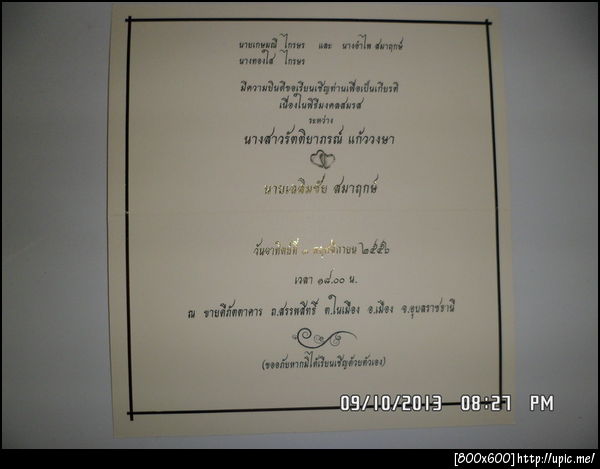 นายเกษมณี ไกรษร และ นางอำไพ สมาฤกษ์
นางทองใส ไกรษร
มีความยินดีขอเรียนเชิญท่านเพื่อเป็นเกียรติ
เนื่องในพิธีมงคลสมรส
ระหว่าง
นางสาวรัตติยาภรณ์ แก้ววงษา
นายเฉลิมชัย สมาฤกษ์
วันอาทิตย์ที่ ๓ พฤศจิกายน ๒๕๕๖
เวลา ๑๘.๐๐ น.
ณ ชายดีภัตตาคาร ถ.สรรพสิทธิ์ ต.ในเมือง อ.เมือง จ.อุบลราชธานี
(ขออภัยหากมิได้เรียนเชิญด้วยตัวเอง)
09/10/2013 08:27 PM
[800x600]http://upic.me/